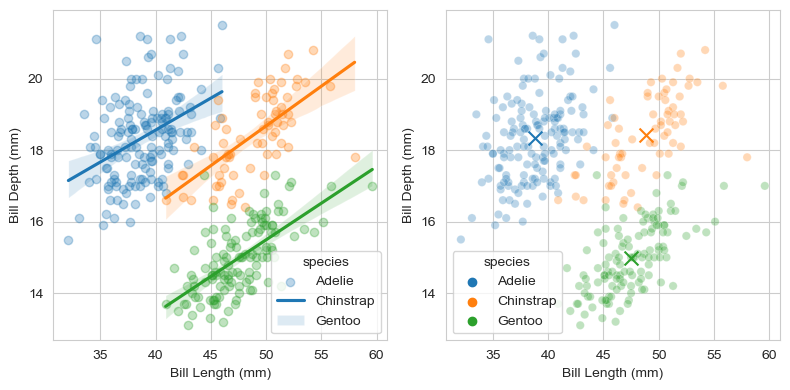 20
18
16
14
Bill Depth (mm)
species
Adelie
Chinstrap
Gentoo
35 40 45 50 55 60
Bill Length (mm)
20
18
16
14
Bill Depth (mm)
species
Adelie
Chinstrap
Gentoo
35 40 45 50 55 60
Bill Length (mm)